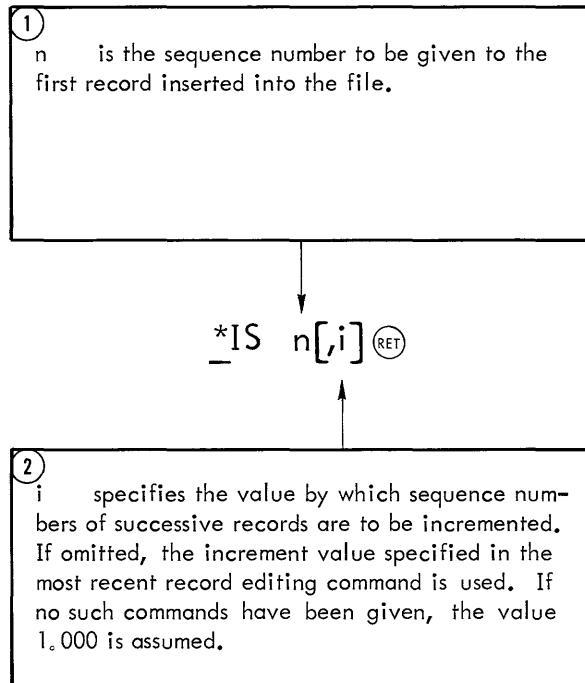 1
n is the sequence number to be given to the
first record inserted into the file.
*IS n[,i] RET
2
i specifies the value by which sequence num-
bers of successive records are to be incremented.
If omitted, the increment value specified in the
most recent record editing command is used. If
no such commands have been given, the value
1.000 is assumed.